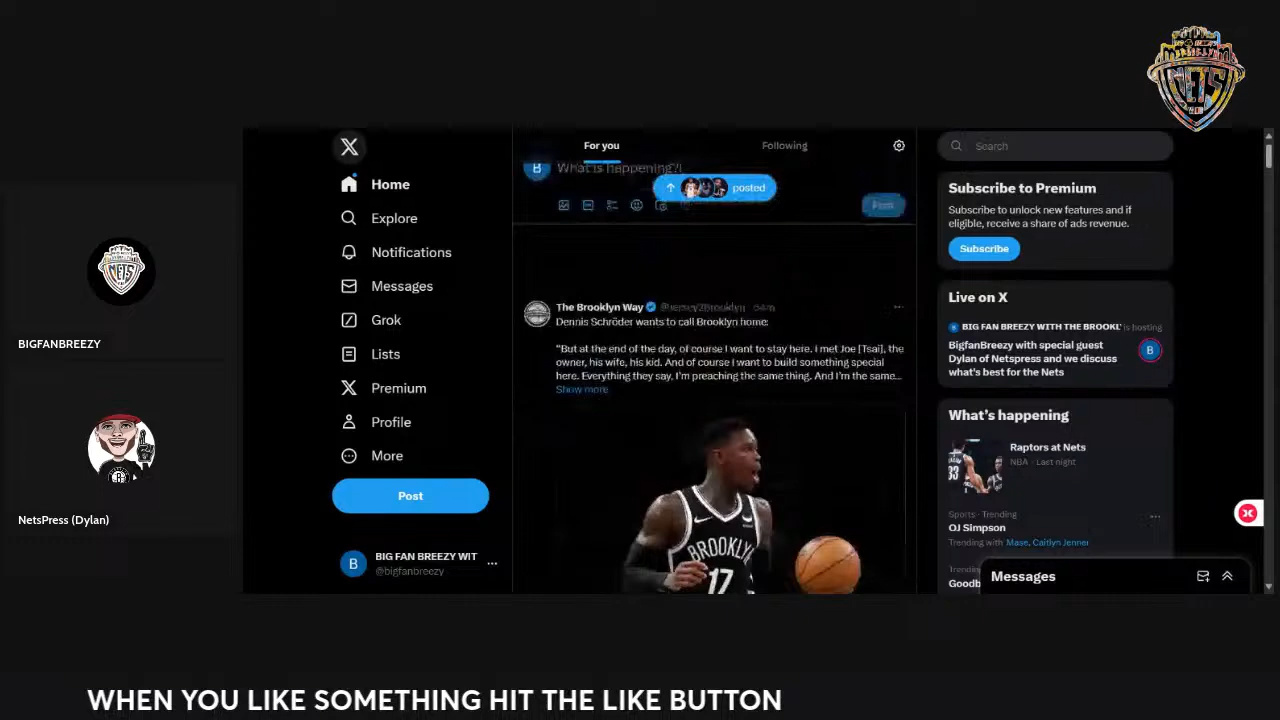 BIGFANBREEZY
NetsPress (Dylan)
X
Home
Explore
Notifications
Messages
Grok
Lists
Premium
Profile
More
Post
BIG FAN BREEZY WIT
@bigfanbreezy
For you
Following
B What is happening?!
posted
Post
The Brooklyn Way
Dennis Schröder wants to call Brooklyn home:
"But at the end of the day, of course I want to stay here. I met Joe [Tsai], the
owner, his wife, his kid. And of course I want to build something special
here. Everything they say, I'm preaching the same thing. And I'm the same...
Show more
BROOKLYN
17
Search
Subscribe to Premium
Subscribe to unlock new features and if
eligible, receive a share of ads revenue.
Subscribe
Live on X
BIG FAN BREEZY WITH THE BROOKL' is hosting
BigfanBreezy with special guest
Dylan of Netspress and we discuss
what's best for the Nets
What's happening
Raptors at Nets
NBA · Last night
Sports · Trending
OJ Simpson
Trending with Mase, Caitlyn Jenner
Trending
Goodb
Messages
NETS
WHEN YOU LIKE SOMETHING HIT THE LIKE BUTTON